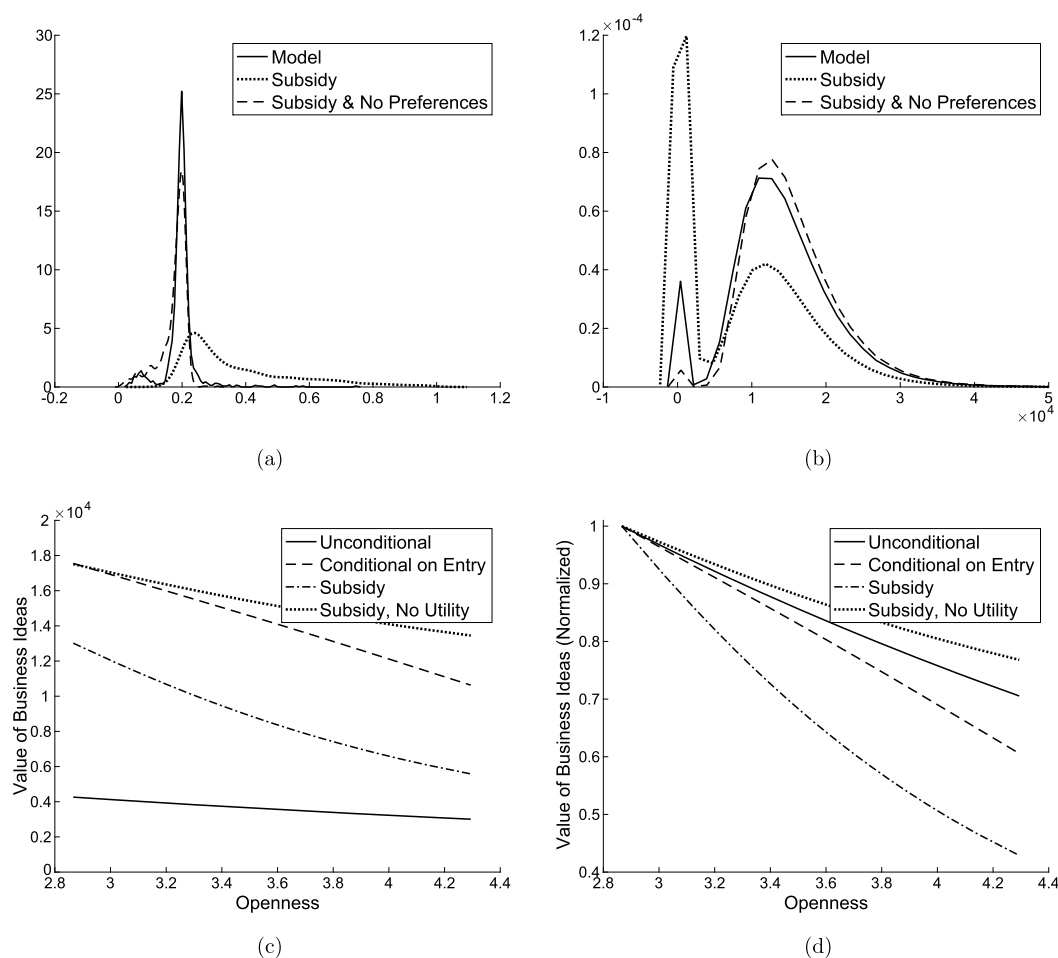 30
25
20
15
10
5
0
-0.2 0 0.2 0.4 0.6 0.8 1 1.2
Model
Subsidy
Subsidy & No Preferences
(a)
×10-4
1.2
1
0.8
0.6
0.4
0.2
0
-1 0 1 2 3 4 5
×10^4
Model
Subsidy
Subsidy & No Preferences
(b)
×10^4
2
1.8
1.6
1.4
1.2
1
0.8
0.6
0.4
0.2
0
2.8 3 3.2 3.4 3.6 3.8 4 4.2 4.4
Value of Business Ideas
Openness
Unconditional
Conditional on Entry
Subsidy
Subsidy, No Utility
(c)
1
0.9
0.8
0.7
0.6
0.5
0.4
2.8 3 3.2 3.4 3.6 3.8 4 4.2 4.4
Value of Business Ideas (Normalized)
Openness
Unconditional
Conditional on Entry
Subsidy
Subsidy, No Utility
(d)